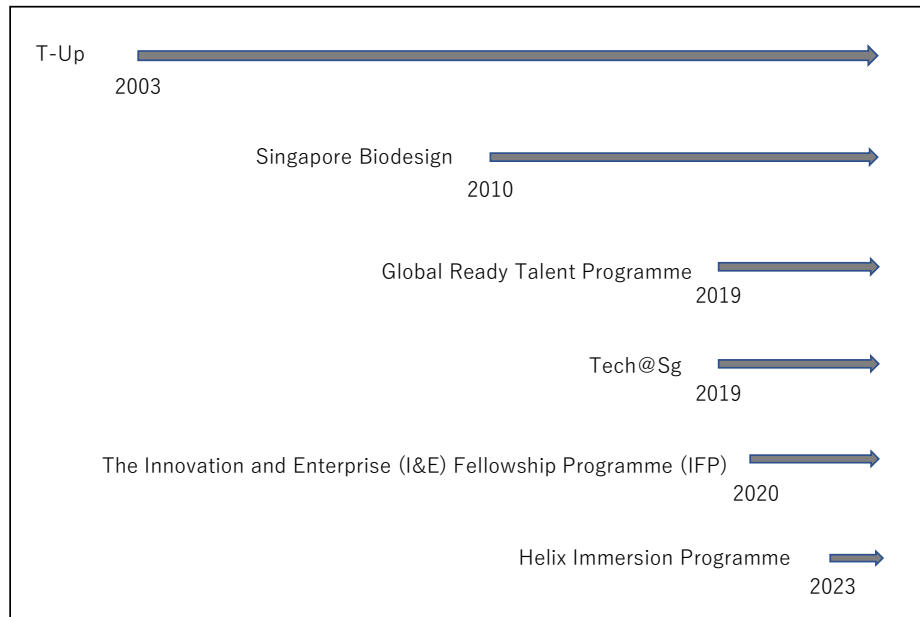 T-Up
2003
Singapore Biodesign
2010
Global Ready Talent Programme
2019
Tech@Sg
2019
The Innovation and Enterprise (I&E) Fellowship Programme (IFP)
2020
Helix Immersion Programme
2023